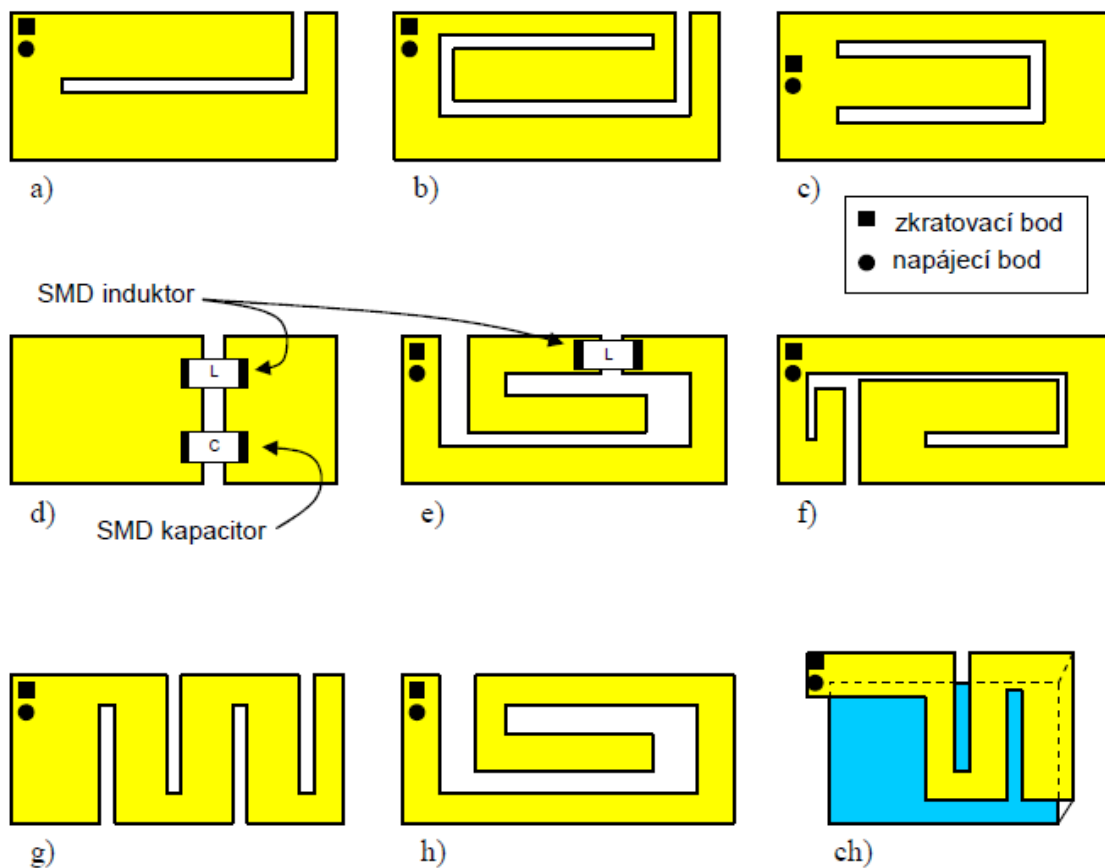 a)
b)
c)
zkratovací bod
napájecí bod
SMD induktor
L
C
L
d)
e)
f)
SMD kapacitor
g)
h)
ch)